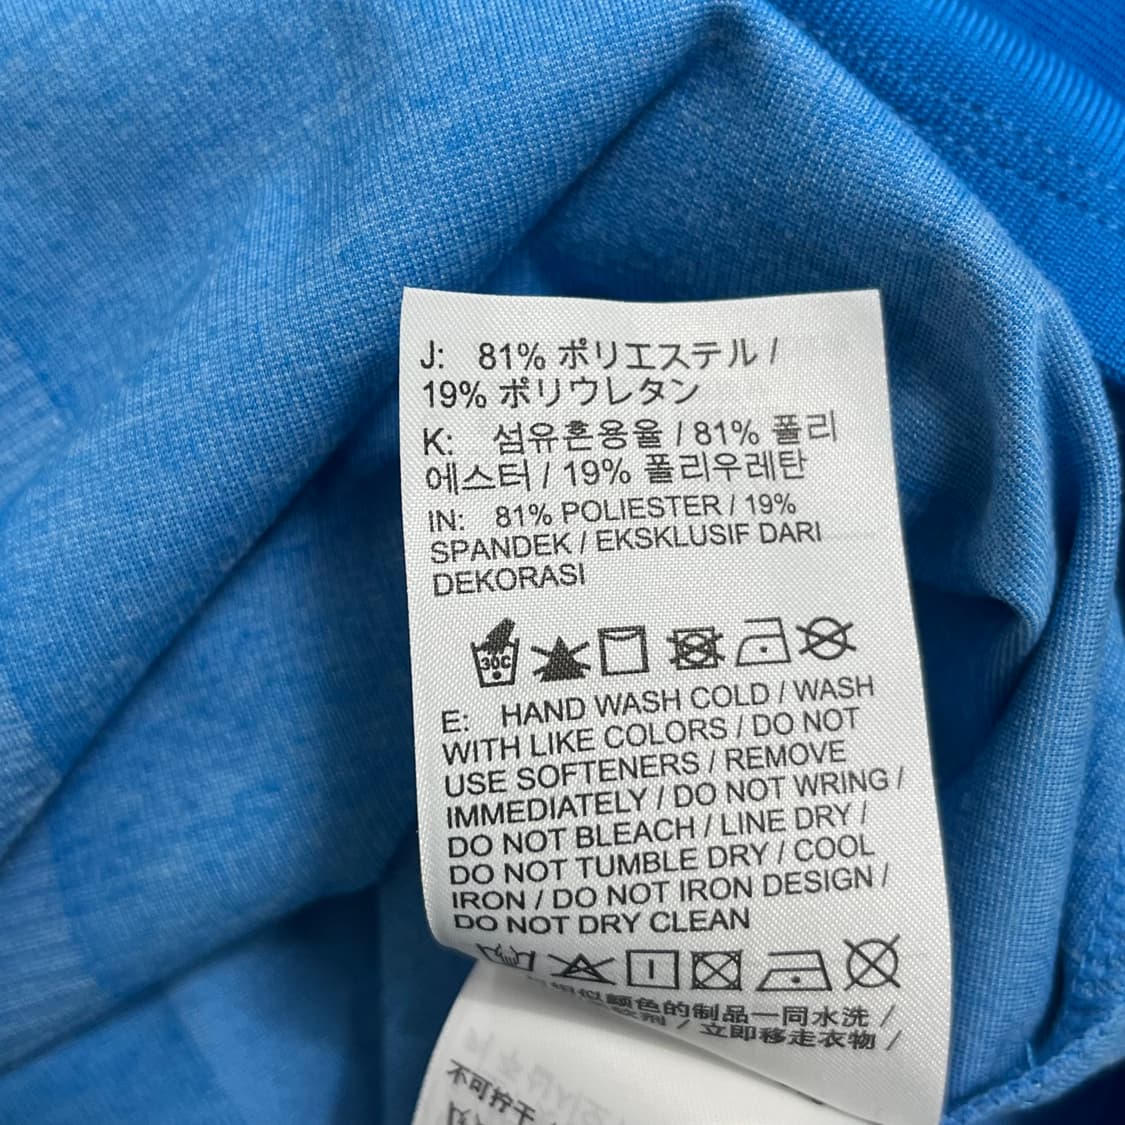 J: 81% ポリエステル /
19% ポリウレタン
K: 섬유혼용율 / 81% 폴리
에스터 / 19% 폴리우레탄
IN: 81% POLIESTER / 19%
SPANDEK / EKSKLUSIF DARI
DEKORASI
30C
E: HAND WASH COLD / WASH
WITH LIKE COLORS / DO NOT
USE SOFTENERS / REMOVE
IMMEDIATELY / DO NOT WRING /
DO NOT BLEACH / LINE DRY /
DO NOT TUMBLE DRY / COOL
IRON / DO NOT IRON DESIGN /
DO NOT DRY CLEAN
相似颜色的制品一同水洗 /
/ 立即移走衣物 /
不可拧干